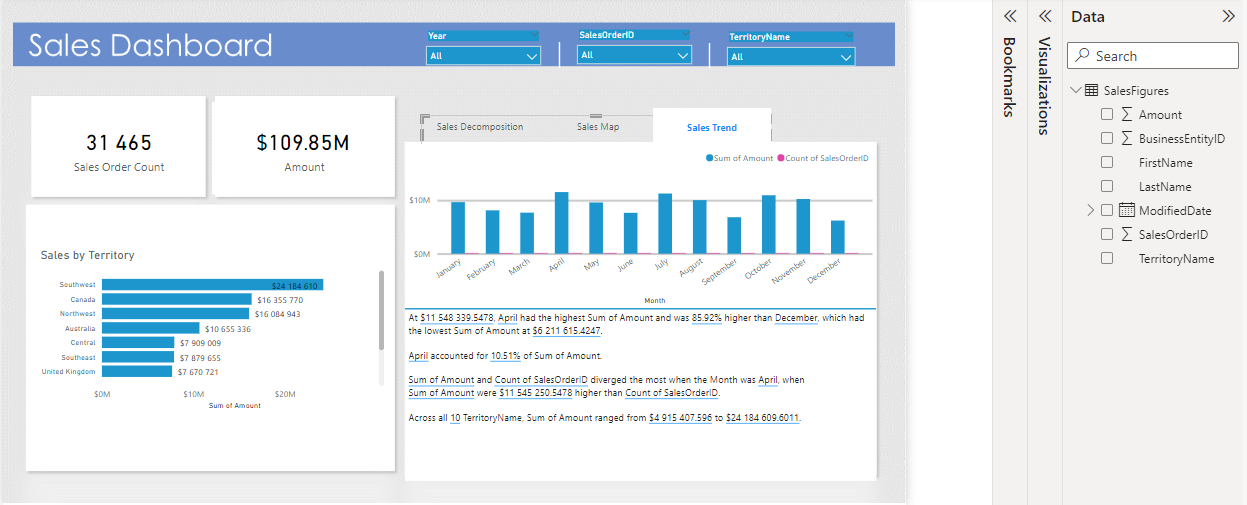 Sales Dashboard
Year
All
SalesOrderID
All
TerritoryName
All
31 465
Sales Order Count
$109.85M
Amount
Sales by Territory
Southwest $24 184 610
Canada $16 355 770
Northwest $16 084 943
Australia $10 655 336
Central $7 909 009
Southeast $7 879 655
United Kingdom $7 670 721
$0M $10M $20M
Sum of Amount
Sales Decomposition Sales Map Sales Trend
Sum of Amount Count of SalesOrderID
$10M
$0M
January February March April May June July August September October November December
Month
At $11 548 339.5478, April had the highest Sum of Amount and was 85.92% higher than December, which had
the lowest Sum of Amount at $6 211 615.4247.
April accounted for 10.51% of Sum of Amount.
Sum of Amount and Count of SalesOrderID diverged the most when the Month was April, when
Sum of Amount were $11 545 250.5478 higher than Count of SalesOrderID.
Across all 10 TerritoryName, Sum of Amount ranged from $4 915 407.596 to $24 184 609.6011.
Bookmarks
Visualizations
Data
Search
SalesFigures
Amount
BusinessEntityID
FirstName
LastName
ModifiedDate
SalesOrderID
TerritoryName